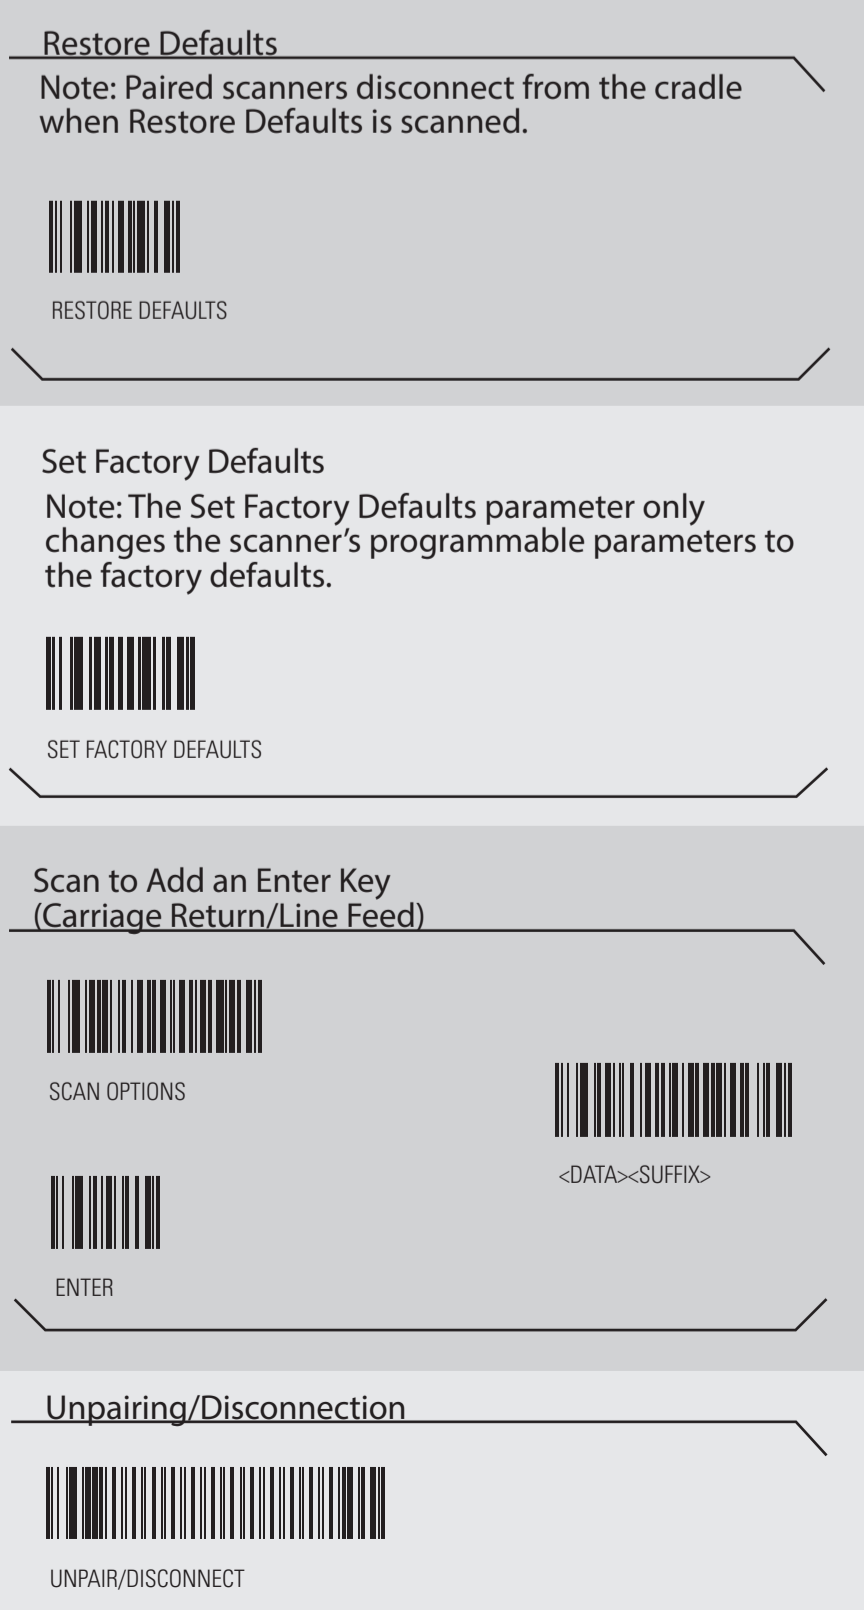 Restore Defaults
Note: Paired scanners disconnect from the cradle
when Restore Defaults is scanned.
RESTORE DEFAULTS
Set Factory Defaults
Note: The Set Factory Defaults parameter only
changes the scanner’s programmable parameters to
the factory defaults.
SET FACTORY DEFAULTS
Scan to Add an Enter Key
(Carriage Return/Line Feed)
SCAN OPTIONS
<DATA><SUFFIX>
ENTER
Unpairing/Disconnection
UNPAIR/DISCONNECT